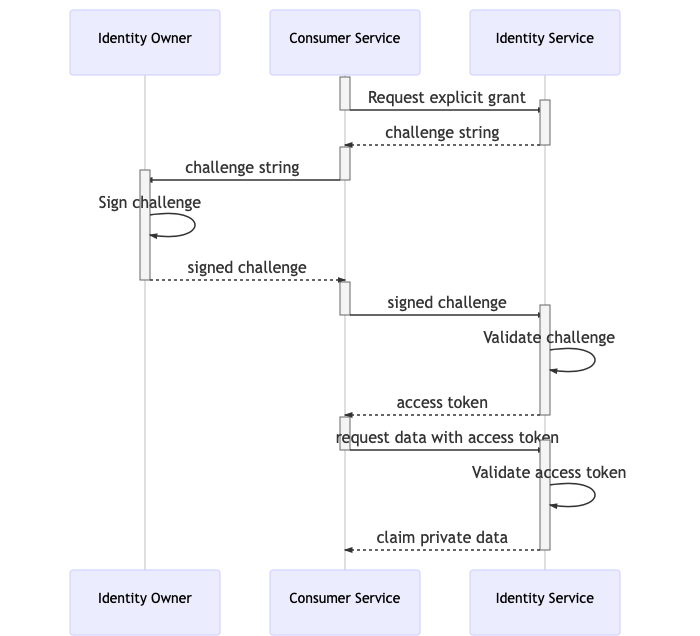 Identity Owner
Consumer Service
Identity Service
Request explicit grant
challenge string
challenge string
Sign challenge
signed challenge
signed challenge
Validate challenge
access token
request data with access token
Validate access token
claim private data
Identity Owner
Consumer Service
Identity Service